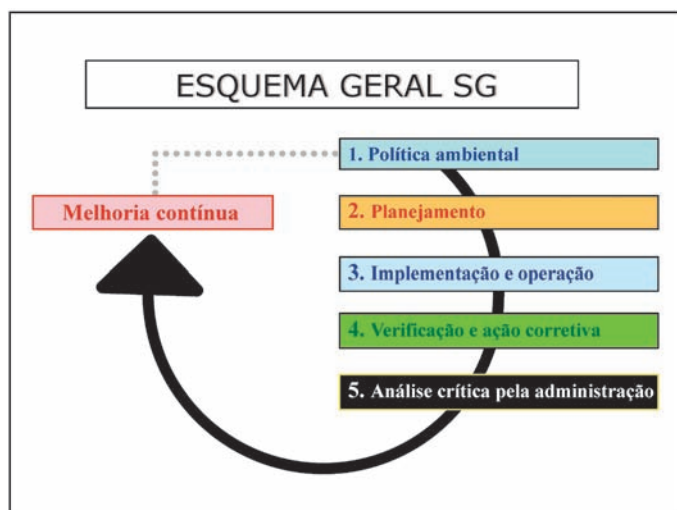 ESQUEMA GERAL SG
1. Política ambiental
Melhoria contínua
2. Planejamento
3. Implementação e operação
4. Verificação e ação corretiva
5. Análise crítica pela administração